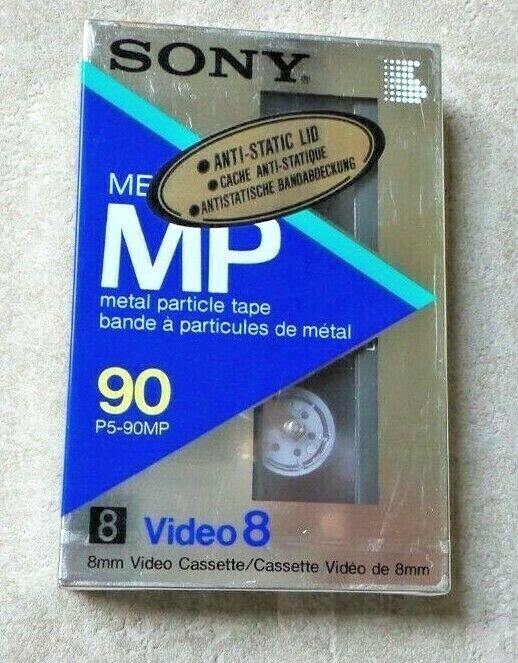 SONY
• ANTI-STATIC LID
• CACHE ANTI-STATIQUE
• ANTISTATISCHE BANDABDECKUNG
ME
MP
metal particle tape
bande à particules de métal
90
P5-90MP
8 Video 8
8mm Video Cassette/Cassette Vidéo de 8mm